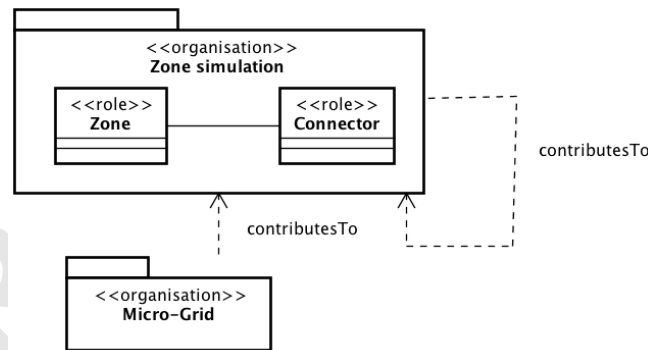 <<organisation>>
Zone simulation
<<role>>
Zone
<<role>>
Connector
contributesTo
contributesTo
<<organisation>>
Micro-Grid